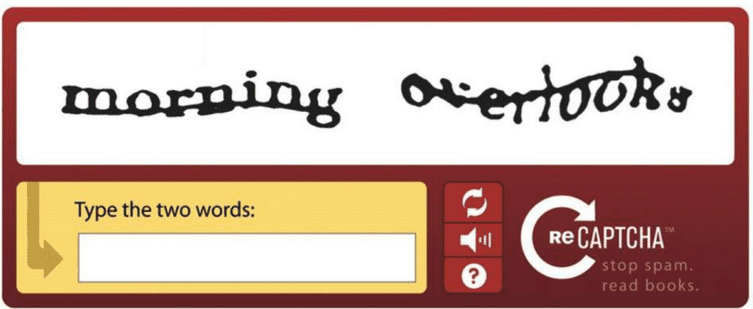 morning overlooks
Type the two words:
ReCAPTCHA™
stop spam.
read books.